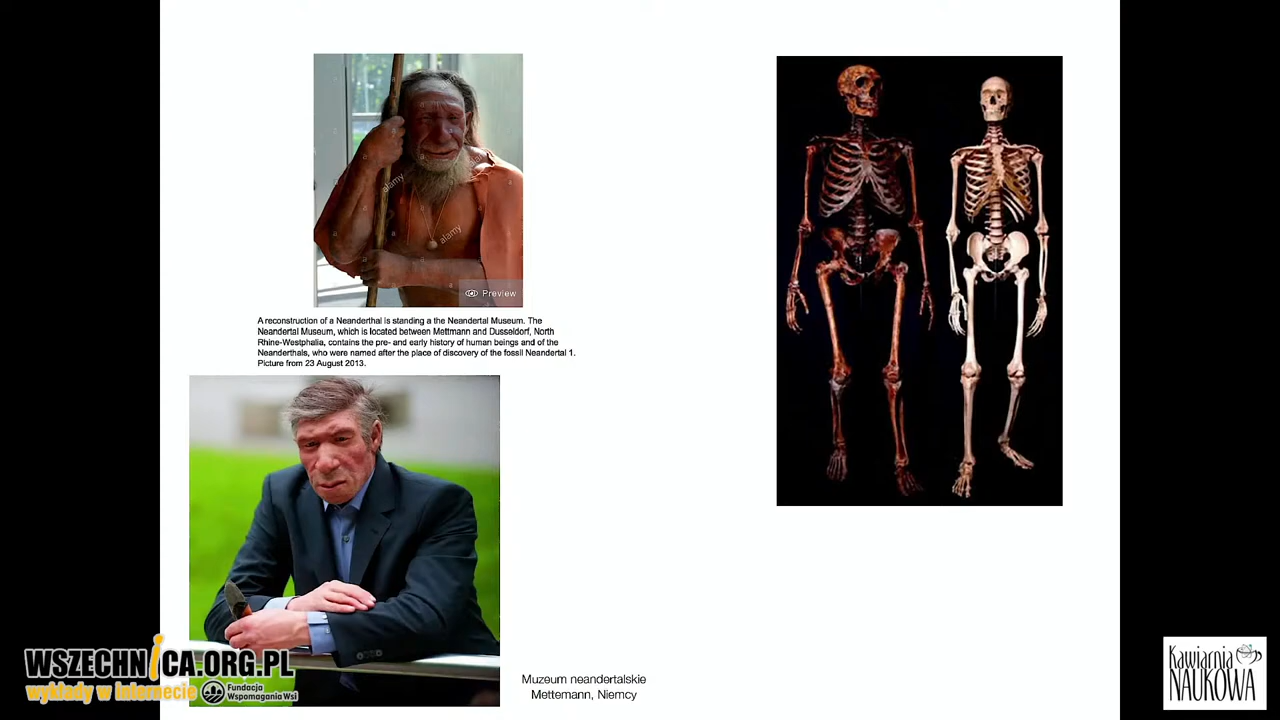 alamy
alamy
Preview
A reconstruction of a Neanderthal is standing a the Neandertal Museum. The
Neandertal Museum, which is located between Mettmann and Dusseldorf, North
Rhine-Westphalia, contains the pre- and early history of human beings and of the
Neanderthals, who were named after the place of discovery of the fossil Neandertal 1.
Picture from 23 August 2013.
Muzeum neandertalskie
Mettemann, Niemcy
WSZECHNICA.ORG.PL
wykłady w internecie
Fundacja
Wspomagania Wsi
Kawiarnia
NAUKOWA